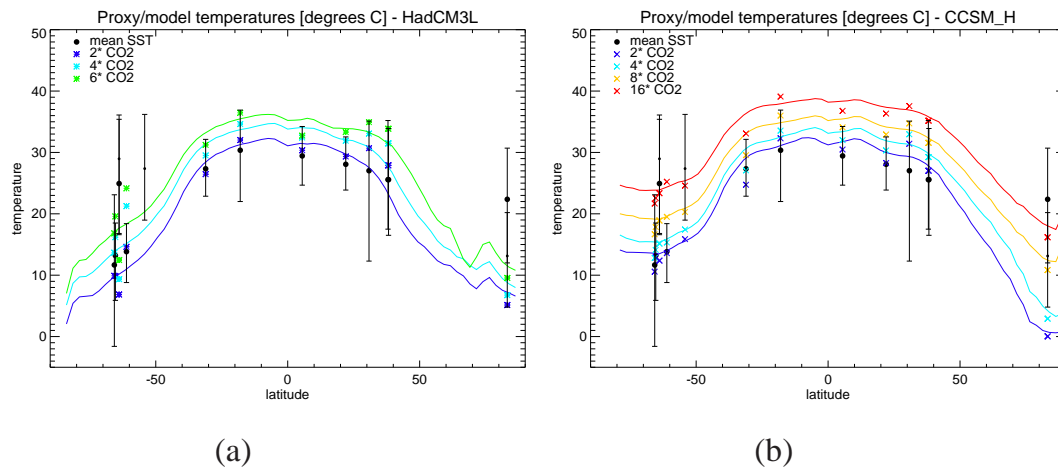 Proxy/model temperatures [degrees C] - HadCM3L
50
mean SST
2* CO2
4* CO2
6* CO2
40
30
20
10
0
temperature
-50
0
50
latitude
(a)
Proxy/model temperatures [degrees C] - CCSM_H
50
mean SST
2* CO2
4* CO2
8* CO2
16* CO2
40
30
20
10
0
temperature
-50
0
50
latitude
(b)